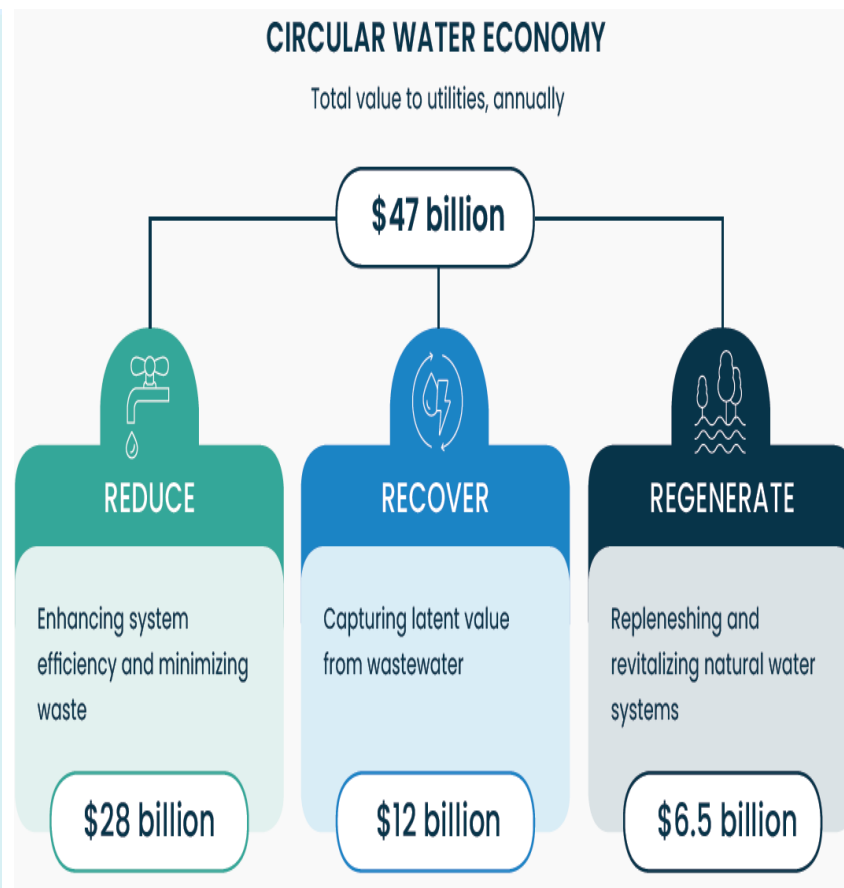 CIRCULAR WATER ECONOMY
Total value to utilities, annually
$47 billion
REDUCE
Enhancing system
efficiency and minimizing
waste
$28 billion
RECOVER
Capturing latent value
from wastewater
$12 billion
REGENERATE
Repleneshing and
revitalizing natural water
systems
$6.5 billion